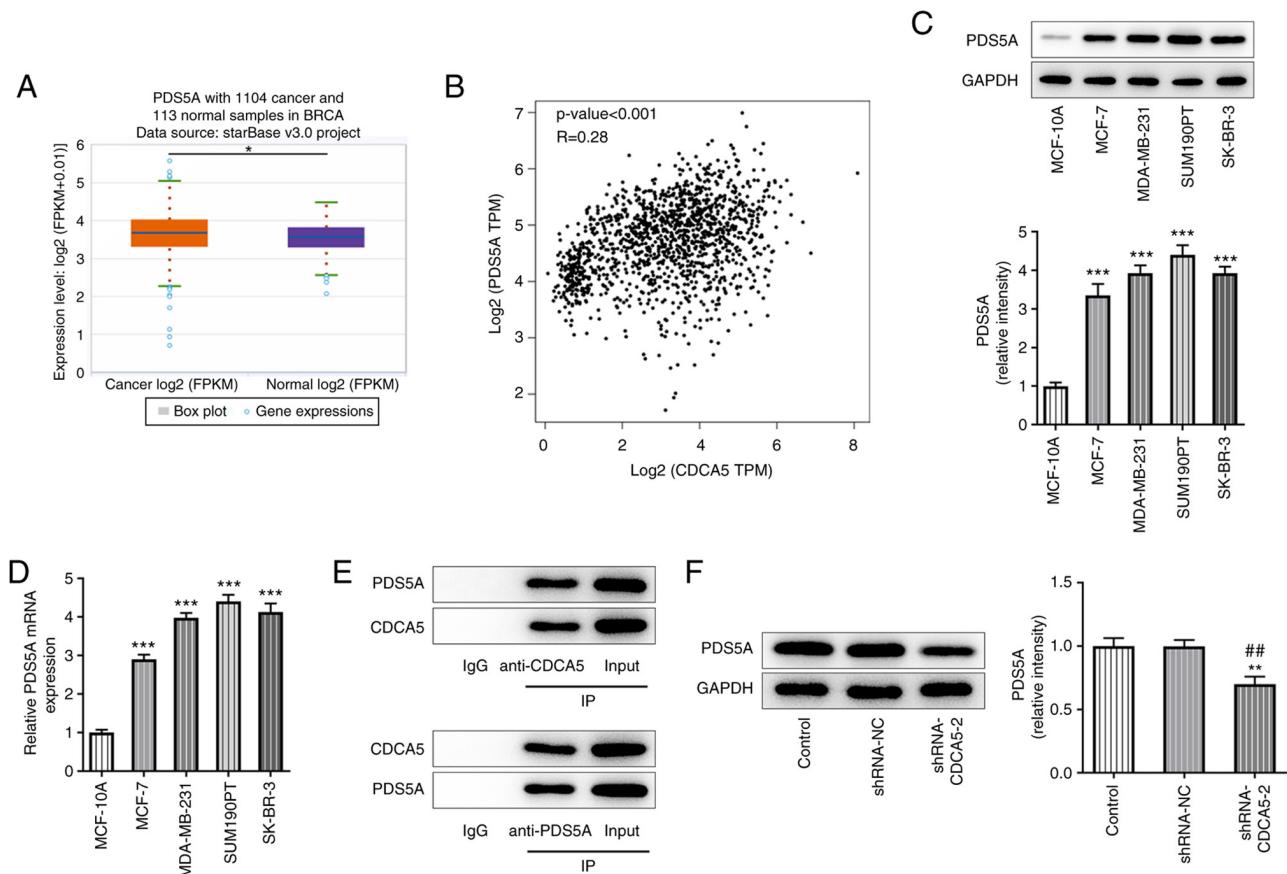 A
PDS5A with 1104 cancer and
113 normal samples in BRCA
Data source: starBase v3.0 project
*
Expression level: log2 (FPKM+0.01)]
6
5
4
3
2
1
0
Cancer log2 (FPKM)
Normal log2 (FPKM)
Box plot
Gene expressions
B
p-value<0.001
R=0.28
Log2 (PDS5A TPM)
7
6
5
4
3
2
0 2 4 6 8
Log2 (CDCA5 TPM)
C
PDS5A
GAPDH
MCF-10A
MCF-7
MDA-MB-231
SUM190PT
SK-BR-3
PDS5A
(relative intensity)
5
4
3
2
1
0
***
***
***
***
MCF-10A
MCF-7
MDA-MB-231
SUM190PT
SK-BR-3
D
Relative PDS5A mRNA
expression
5
4
3
2
1
0
***
***
***
***
MCF-10A
MCF-7
MDA-MB-231
SUM190PT
SK-BR-3
E
PDS5A
CDCA5
IgG anti-CDCA5 Input
IP
CDCA5
PDS5A
IgG anti-PDS5A Input
IP
F
PDS5A
GAPDH
Control
shRNA-NC
shRNA-
CDCA5-2
PDS5A
(relative intensity)
1.5
1.0
0.5
0.0
##
**
Control
shRNA-NC
shRNA-
CDCA5-2